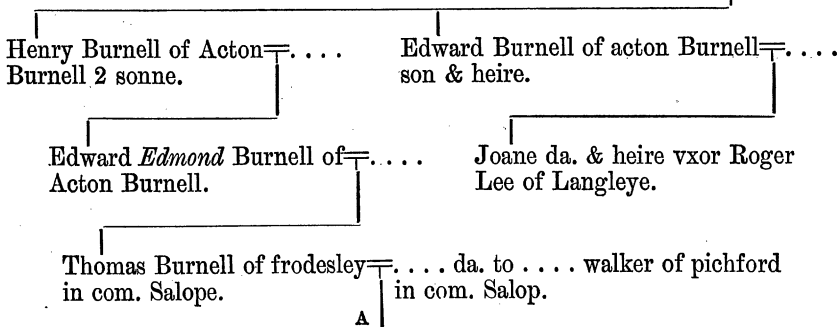 Henry Burnell of Acton=.... Edward Burnell of acton Burnell=....
Burnell 2 sonne. son & heire.
Edward Edmond Burnell of=.... Joane da. & heire vxor Roger
Acton Burnell. Lee of Langleye.
Thomas Burnell of frodesley=.... da. to .... walker of pichford
in com. Salope. in com. Salop.
A